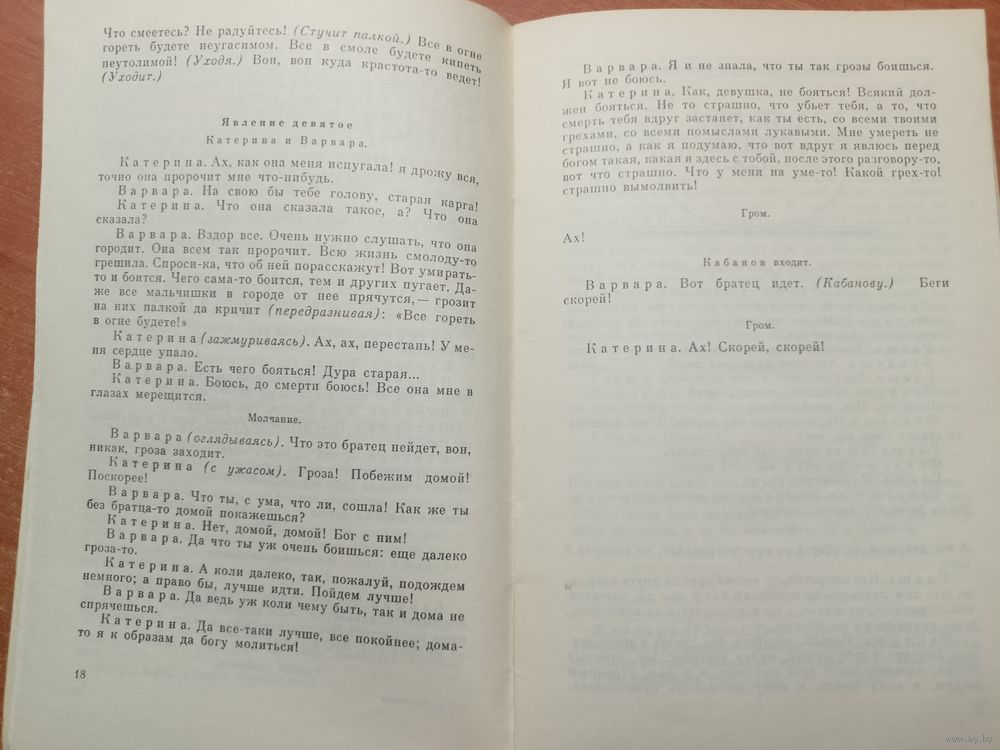 Что смеетесь? Не радуйтесь! (Стучит палкой.) Все в огне
гореть будете неугасимом. Все в смоле будете кипеть
неутолимой! (Уходя.) Вон, вон куда крастота-то ведет!
(Уходит.)
Явление девятое
Катерина и Варвара.
Катерина. Ах, как она меня испугала! я дрожу вся,
точно она пророчит мне что-нибудь.
Варвара. На свою бы тебе голову, старая карга!
Катерина. Что она сказала такое, а? Что она
сказала?
Варвара. Вздор все. Очень нужно слушать, что она
городит. Она всем так пророчит. Всю жизнь смолоду-то
грешила. Спроси-ка, что об ней порасскажут! Вот умирать-
то и боится. Чего сама-то боится, тем и других пугает. Да-
же все мальчишки в городе от нее прячутся,— грозит
на них палкой да кричит (передразнивая): «Все гореть
в огне будете!»
Катерина (зажмуриваясь). Ах, ах, перестань! У ме-
ня сердце упало.
Варвара. Есть чего бояться! Дура старая...
Катерина. Боюсь, до смерти боюсь! Все она мне в
глазах мерещится.
Молчание.
Варвара (оглядываясь). Что это братец нейдет, вон,
никак, гроза заходит.
Катерина (с ужасом). Гроза! Побежим домой!
Поскорее!
Варвара. Что ты, с ума, что ли, сошла! Как же ты
без братца-то домой покажешься?
Катерина. Нет, домой, домой! Бог с ним!
Варвара. Да что ты уж очень боишься: еще далеко
гроза-то.
Катерина. А коли далеко, так, пожалуй, подождем
немного; а право бы, лучше идти. Пойдем лучше!
Варвара. Да ведь уж коли чему быть, так и дома не
спрячешься.
Катерина. Да все-таки лучше, все покойнее; дома-
то я к образам да богу молиться!
18
Варвара. Я и не знала, что ты так грозы боишься.
Я вот не боюсь.
Катерина. Как, девушка, не бояться! Всякий дол-
жен бояться. Не то страшно, что убьет тебя, а то, что
смерть тебя вдруг застанет, как ты есть, со всеми твоими
грехами, со всеми помыслами лукавыми. Мне умереть не
страшно, а как я подумаю, что вот вдруг я явлюсь перед
богом такая, какая я здесь с тобой, после этого разговору-то,
вот что страшно. Что у меня на уме-то! Какой грех-то!
страшно вымолвить!
Гром.
Ах!
Кабанов входит.
Варвара. Вот братец идет. (Кабанову.) Беги
скорей!
Гром.
Катерина. Ах! Скорей, скорей!
www.ay.by